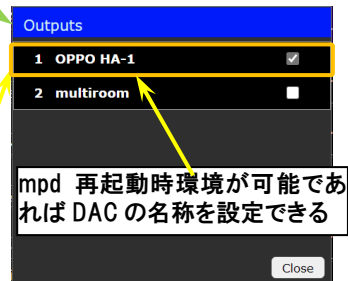 Outputs
1 OPPO HA-1
2 multiroom
mpd 再起動時環境が可能であ
れば DAC の名称を設定できる
Close